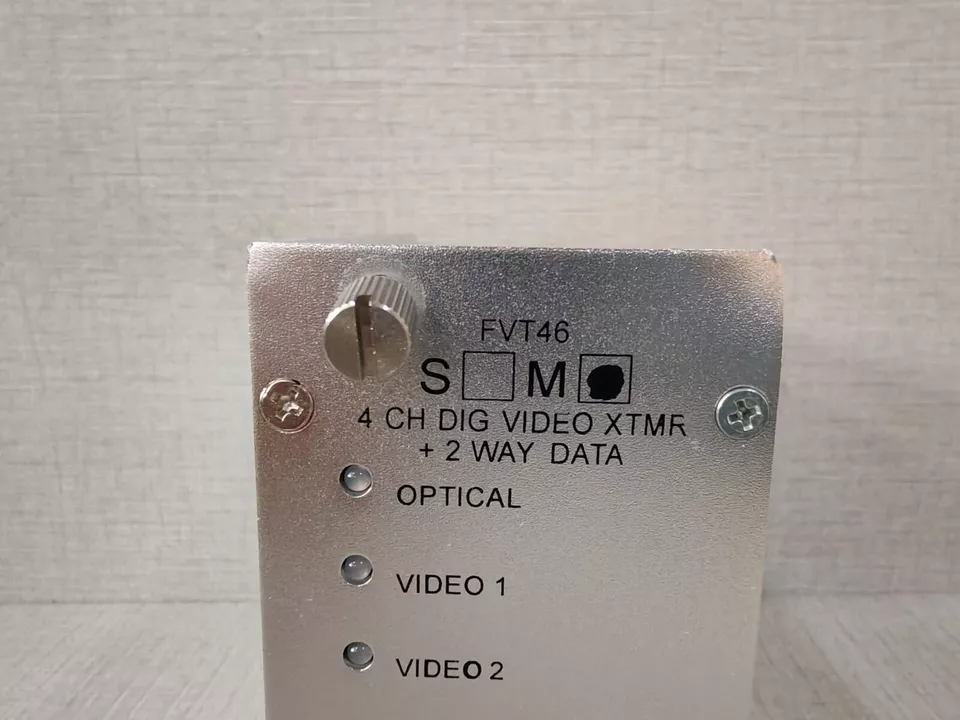 FVT46
S M
4 CH DIG VIDEO XTMR
+ 2 WAY DATA
OPTICAL
VIDEO 1
VIDEO 2